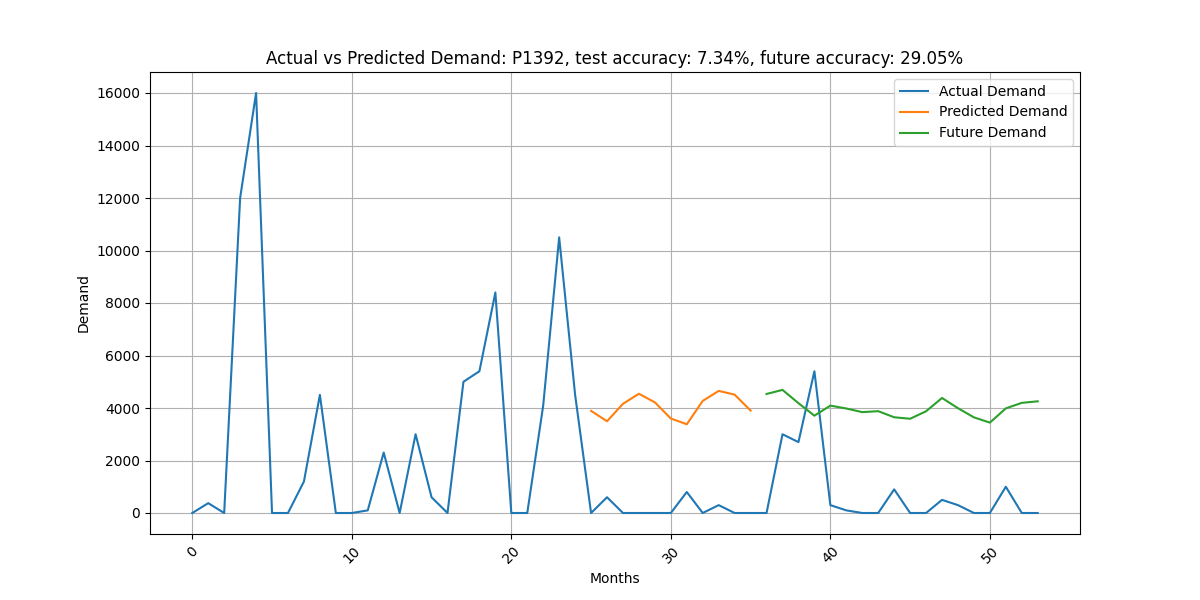 Actual vs Predicted Demand: P1392, test accuracy: 7.34%, future accuracy: 29.05%
Actual Demand
Predicted Demand
Future Demand
16000
14000
12000
10000
8000
6000
4000
2000
0
Demand
0
10
20
30
40
50
Months